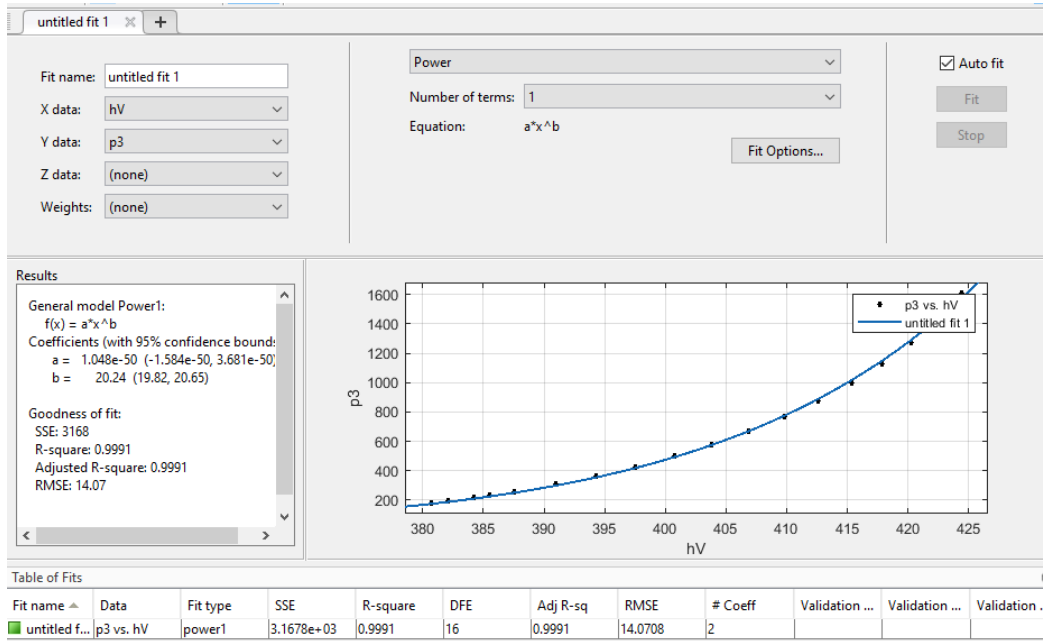 untitled fit 1
+
Fit name: untitled fit 1
X data: hV
Y data: p3
Z data: (none)
Weights: (none)
Power
Number of terms: 1
Equation: a*x^b
Fit Options...
Auto fit
Fit
Stop
Results
General model Power1:
f(x) = a*x^b
Coefficients (with 95% confidence bounds
a = 1.048e-50 (-1.584e-50, 3.681e-50)
b = 20.24 (19.82, 20.65)
Goodness of fit:
SSE: 3168
R-square: 0.9991
Adjusted R-square: 0.9991
RMSE: 14.07
1600
1400
1200
1000
800
600
400
200
p3
380 385 390 395 400 405 410 415 420 425
hV
p3 vs. hV
untitled fit 1
Table of Fits
Fit name Data Fit type SSE R-square DFE Adj R-sq RMSE # Coeff Validation ... Validation ... Validation .
untitled f... p3 vs. hV power1 3.1678e+03 0.9991 16 0.9991 14.0708 2